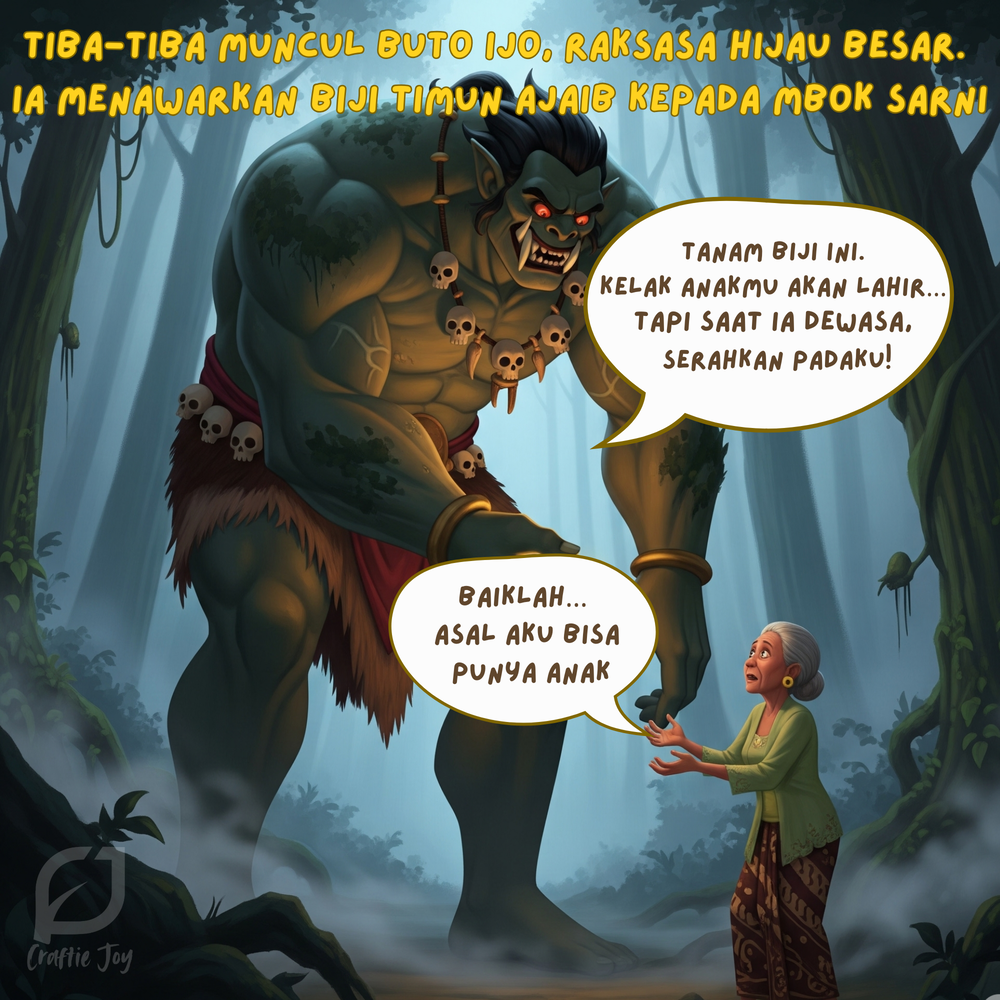 TIBA-TIBA MUNCUL BUTO IJO, RAKSASA HIJAU BESAR.
IA MENAWARKAN BIJI TIMUN AJAIB KEPADA MBOK SARNI
TANAM BIJI INI.
KELAK ANAKMU AKAN LAHIR...
TAPI SAAT IA DEWASA,
SERAHKAN PADAKU!
BAIKLAH...
ASAL AKU BISA
PUNYA ANAK
Craftie Joy